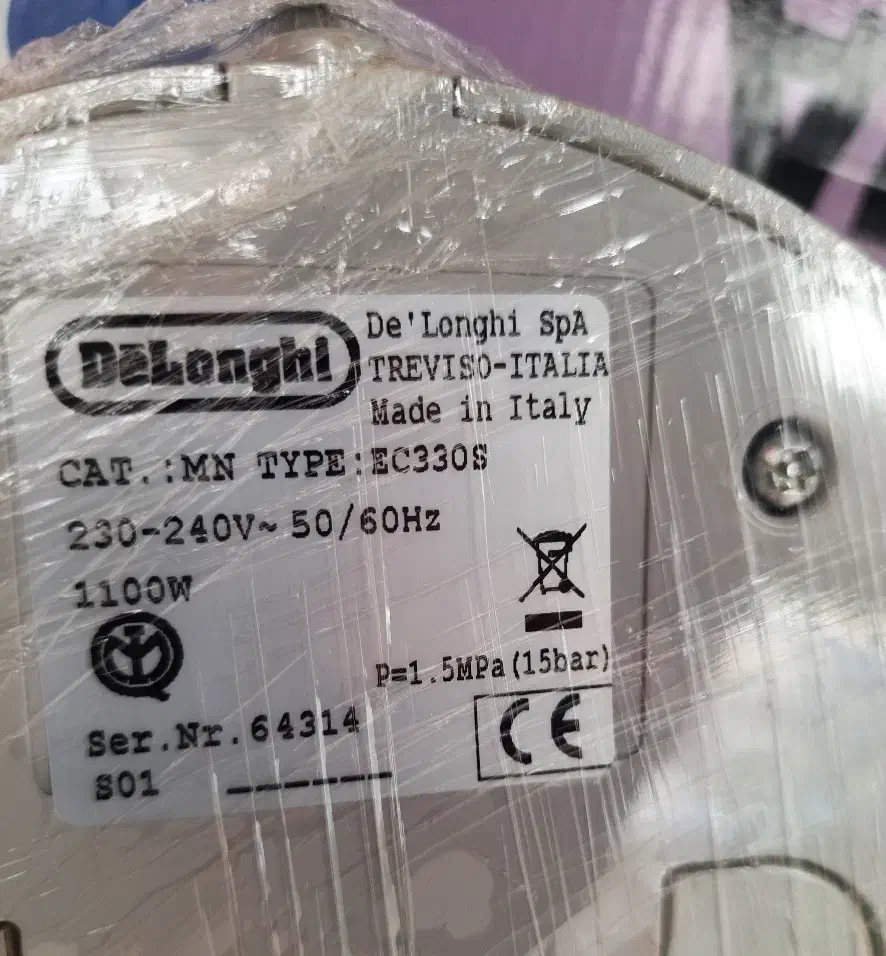 DeLonghi
De'Longhi SpA
TREVISO-ITALIA
Made in Italy
CAT.:MN TYPE:EC330S
230-240V~ 50/60Hz
1100W
P=1.5MPa(15bar)
CE
Ser.Nr.64314
S01 ------